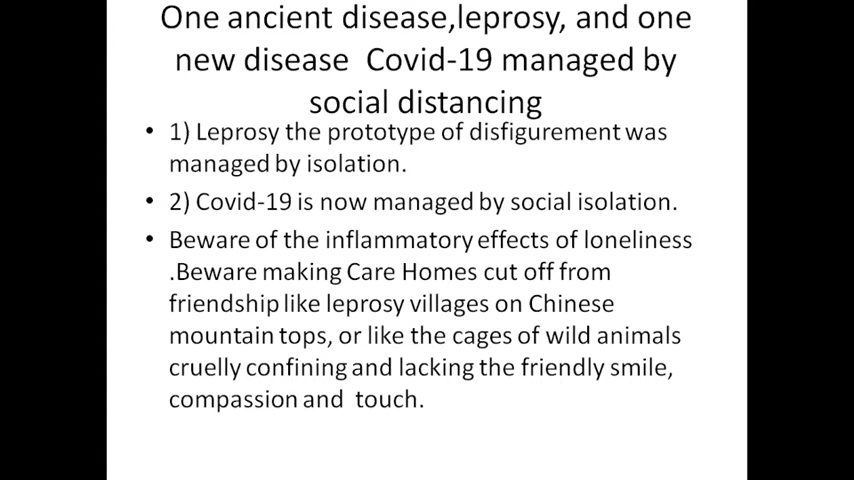 One ancient disease,leprosy, and one
new disease  Covid-19 managed by
social distancing
• 1) Leprosy the prototype of disfigurement was
managed by isolation.
• 2) Covid-19 is now managed by social isolation.
• Beware of the inflammatory effects of loneliness
.Beware making Care Homes cut off from
friendship like leprosy villages on Chinese
mountain tops, or like the cages of wild animals
cruelly confining and lacking the friendly smile,
compassion and  touch.